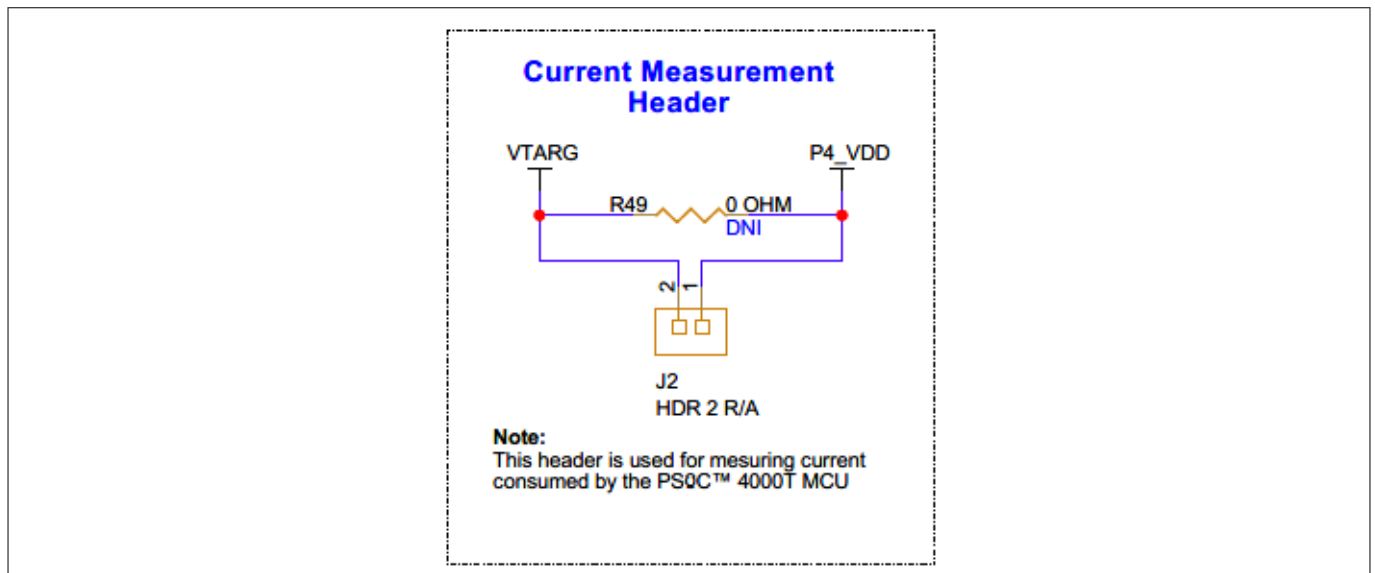 Current Measurement
Header
VTARG
P4_VDD
R49
0 OHM
DNI
2
1
J2
HDR 2 R/A
Note:
This header is used for mesuring current
consumed by the PSOC™ 4000T MCU